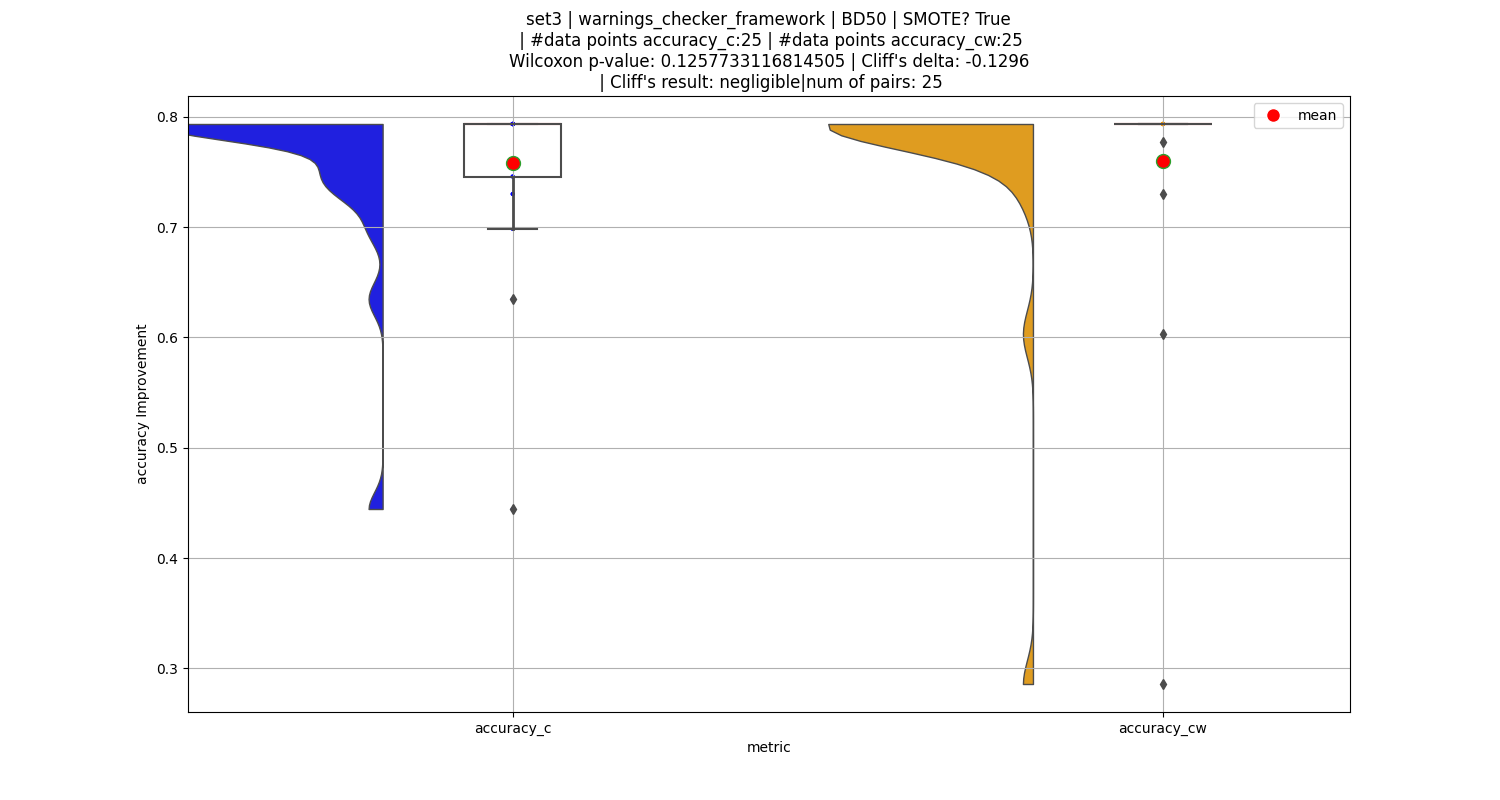 set3 | warnings_checker_framework | BD50 | SMOTE? True
| #data points accuracy_c:25 | #data points accuracy_cw:25
Wilcoxon p-value: 0.1257733116814505 | Cliff's delta: -0.1296
| Cliff's result: negligible|num of pairs: 25
mean
0.8
0.7
0.6
0.5
0.4
0.3
accuracy Improvement
accuracy_c
accuracy_cw
metric